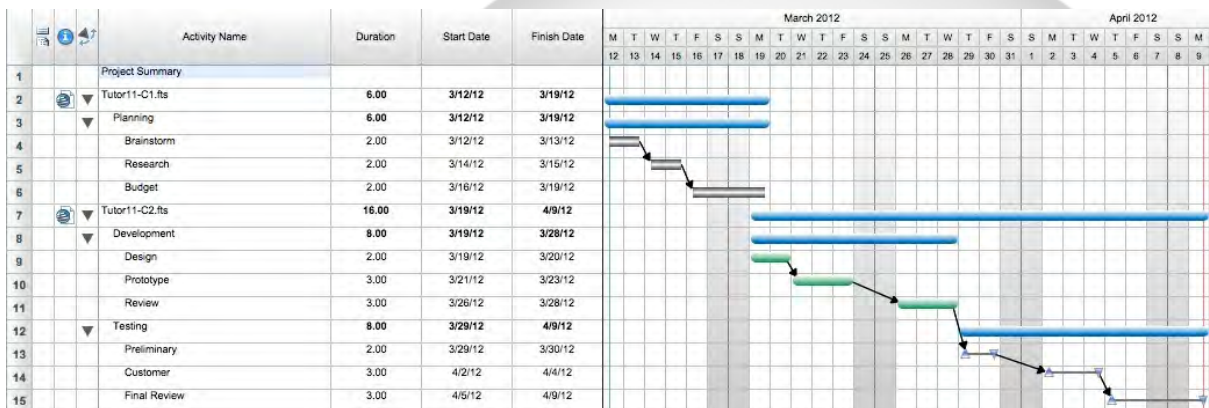 March 2012 April 2012
Activity Name Duration Start Date Finish Date M T W T F S S M T W T F S S M T W T F S S M T W T F S S M
12 13 14 15 16 17 18 19 20 21 22 23 24 25 26 27 28 29 30 31 1 2 3 4 5 6 7 8 9
1 Project Summary
2 Tutor11-C1.fts 6.00 3/12/12 3/19/12
3 Planning 6.00 3/12/12 3/19/12
4 Brainstorm 2.00 3/12/12 3/13/12
5 Research 2.00 3/14/12 3/15/12
6 Budget 2.00 3/16/12 3/19/12
7 Tutor11-C2.fts 16.00 3/19/12 4/9/12
8 Development 8.00 3/19/12 3/28/12
9 Design 2.00 3/19/12 3/20/12
10 Prototype 3.00 3/21/12 3/23/12
11 Review 3.00 3/26/12 3/28/12
12 Testing 8.00 3/29/12 4/9/12
13 Preliminary 2.00 3/29/12 3/30/12
14 Customer 3.00 4/2/12 4/4/12
15 Final Review 3.00 4/5/12 4/9/12